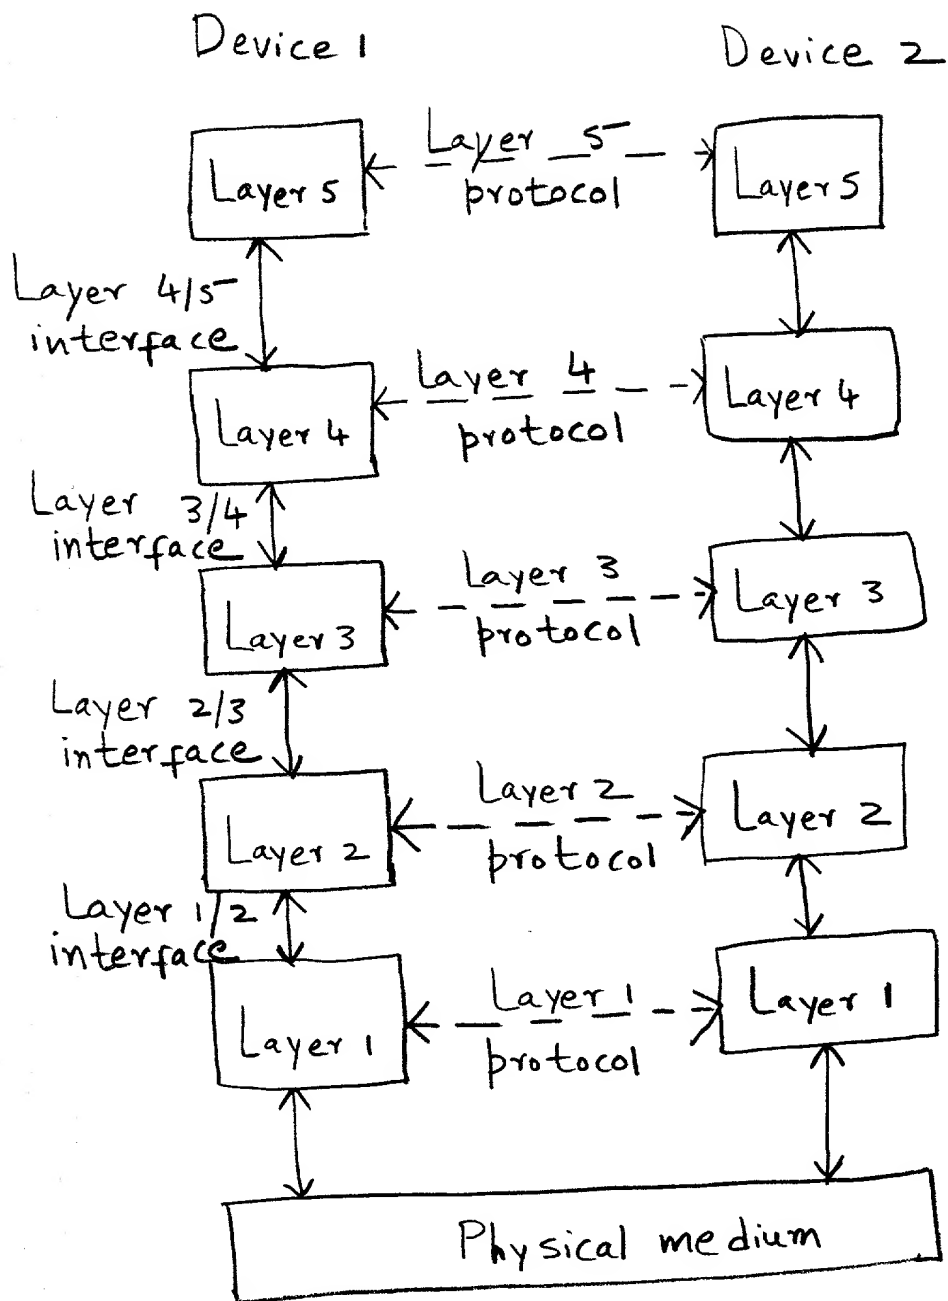 Device 1
Device 2
Layer 5
Layer 5
protocol
Layer 5
Layer 4/5
interface
Layer 4
Layer 4
protocol
Layer 4
Layer 3/4
interface
Layer 3
Layer 3
protocol
Layer 3
Layer 2/3
interface
Layer 2
Layer 2
protocol
Layer 2
Layer 1/2
interface
Layer 1
Layer 1
protocol
Layer 1
Physical medium